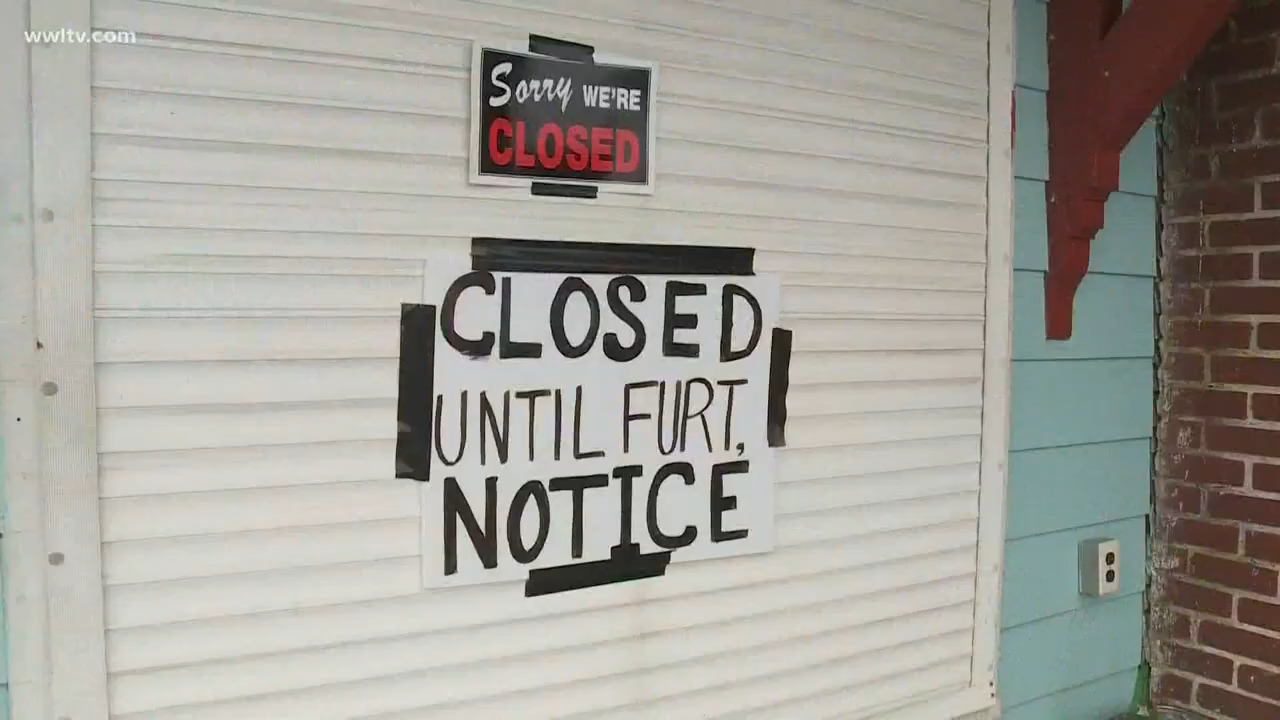 wwltv.com
Sorry WE'RE
CLOSED
CLOSED
UNTIL FURT,
NOTICE